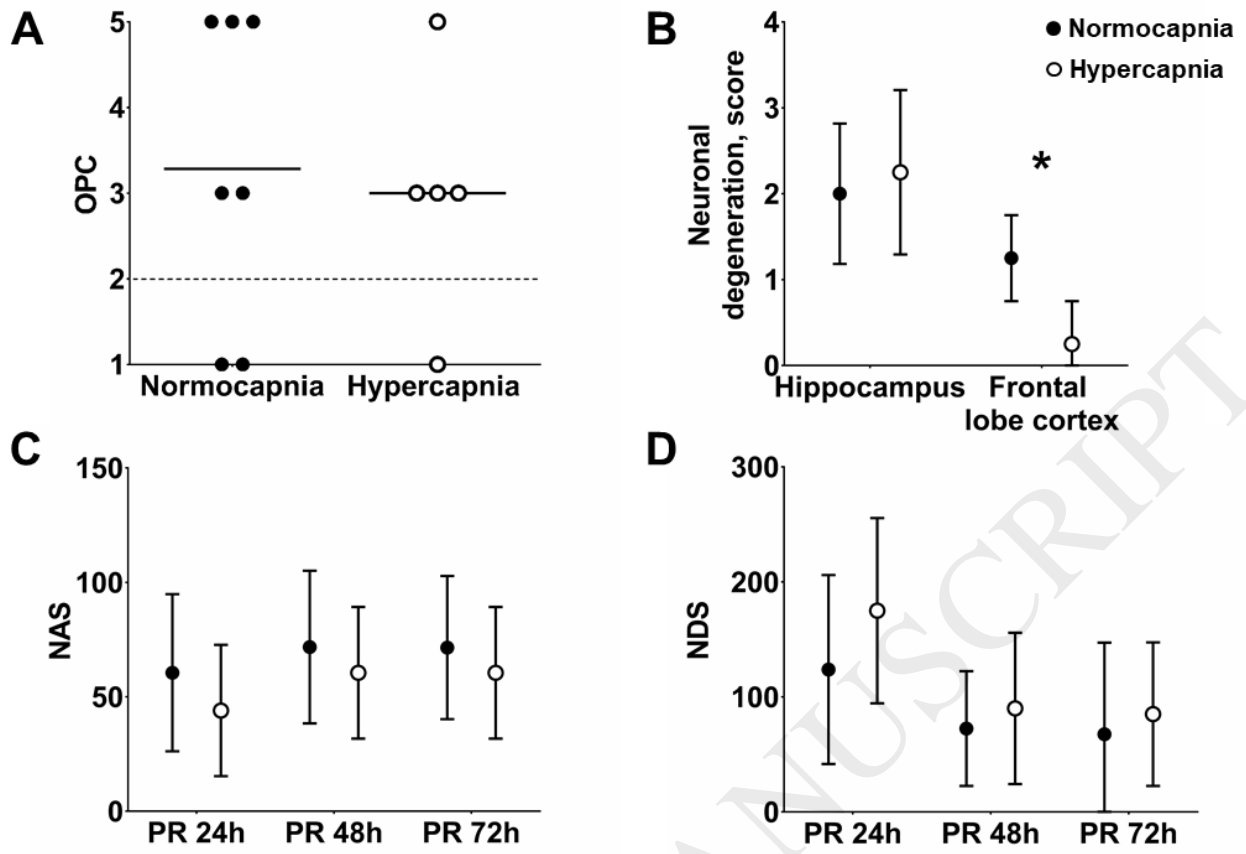 A
OPC
5
4
3
2
1
Normocapnia Hypercapnia
B
Normocapnia
Hypercapnia
Neuronal
degeneration, score
4
3
2
1
0
*
Hippocampus Frontal
lobe cortex
C
NAS
150
100
50
0
PR 24h PR 48h PR 72h
D
NDS
300
200
100
0
PR 24h PR 48h PR 72h
ANUSCRIPT